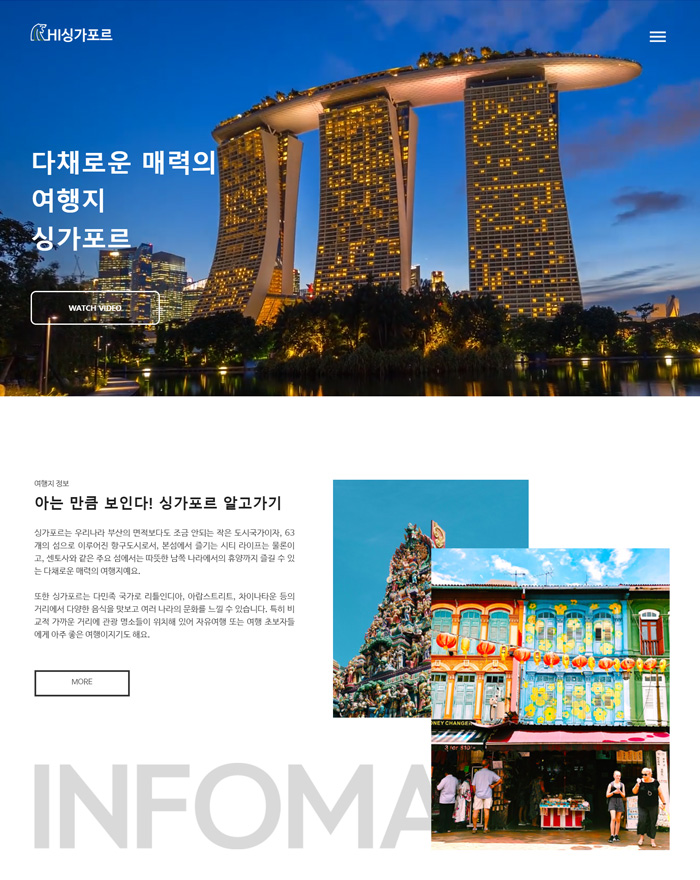 HI싱가포르
다채로운 매력의
여행지
싱가포르
WATCH VIDEO
여행지 정보
아는 만큼 보인다! 싱가포르 알고가기
싱가포르는 우리나라 부산의 면적보다도 조금 안되는 작은 도시국가이자, 63
개의 섬으로 이루어진 항구도시로서, 본섬에서 즐기는 시티 라이프는 물론이
고, 센토사와 같은 주요 섬에서는 따뜻한 남쪽 나라에서의 휴양까지 즐길 수 있
는 다채로운 매력의 여행지예요.
또한 싱가포르는 다민족 국가로 리틀인디아, 아랍스트리트, 차이나타운 등의
거리에서 다양한 음식을 맛보고 여러 나라의 문화를 느낄 수 있습니다. 특히 비
교적 가까운 거리에 관광 명소들이 위치해 있어 자유여행 또는 여행 초보자들
에게 아주 좋은 여행이지기도 해요.
MORE
MONEY CHANGER
INFOMA